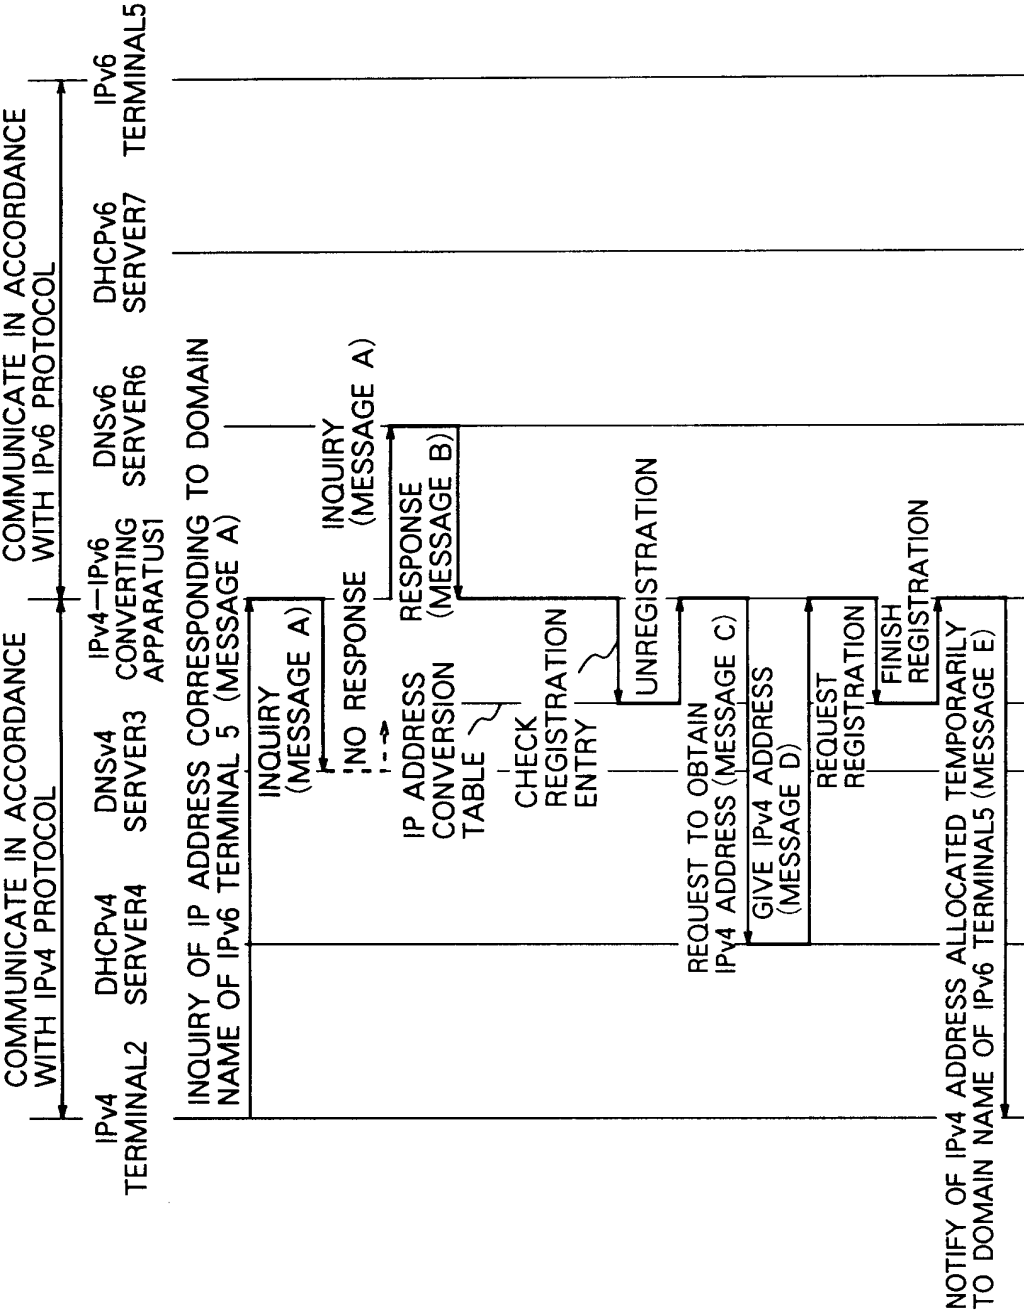 COMMUNICATE IN ACCORDANCE
WITH IPv4 PROTOCOL
COMMUNICATE IN ACCORDANCE
WITH IPv6 PROTOCOL
IPv4
TERMINAL2
DHCPv4
SERVER4
DNSv4
SERVER3
IPv4—IPv6
CONVERTING
APPARATUS1
DNSv6
SERVER6
DHCPv6
SERVER7
IPv6
TERMINAL5
INQUIRY OF IP ADDRESS CORRESPONDING TO DOMAIN
NAME OF IPv6 TERMINAL 5 (MESSAGE A)
INQUIRY
(MESSAGE A)
NO RESPONSE
INQUIRY
(MESSAGE A)
RESPONSE
(MESSAGE B)
IP ADDRESS
CONVERSION
TABLE
CHECK
REGISTRATION
ENTRY
UNREGISTRATION
REQUEST TO OBTAIN
IPv4 ADDRESS (MESSAGE C)
GIVE IPv4 ADDRESS
(MESSAGE D)
REQUEST
REGISTRATION
FINISH
REGISTRATION
NOTIFY OF IPv4 ADDRESS ALLOCATED TEMPORARILY
TO DOMAIN NAME OF IPv6 TERMINAL5 (MESSAGE E)